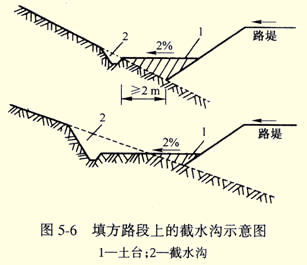 2
2%
1
路堤
≥2 m
2
2%
1
路堤
图 5-6 填方路段上的截水沟示意图
1—土台;2—截水沟